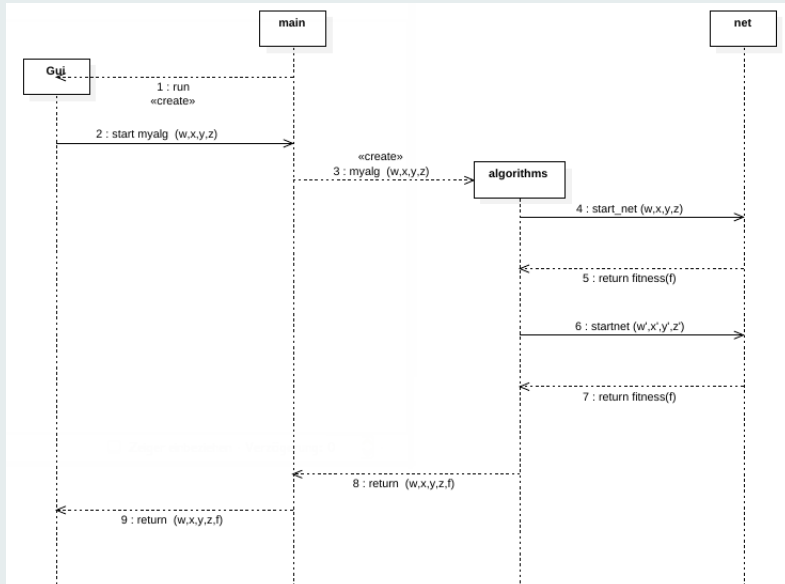 main
net
Gui
1 : run
«create»
2 : start myalg (w,x,y,z)
«create»
3 : myalg (w,x,y,z)
algorithms
4 : start_net (w,x,y,z)
5 : return fitness(f)
6 : startnet (w',x',y',z')
7 : return fitness(f)
8 : return (w,x,y,z,f)
9 : return (w,x,y,z,f)